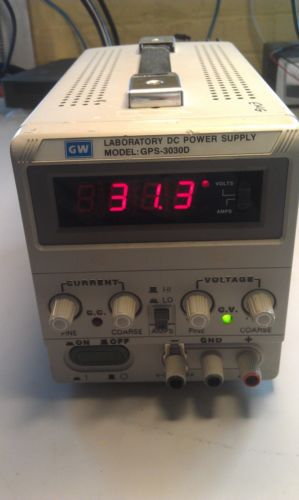 GW LABORATORY DC POWER SUPPLY
MODEL:GPS-3030D
31.3
VOLTS
AMPS
CURRENT
HI
LO
VOLTAGE
C.C.
C.V.
FINE
COARSE
AMPS
FINE
COARSE
ON OFF
GND
- +